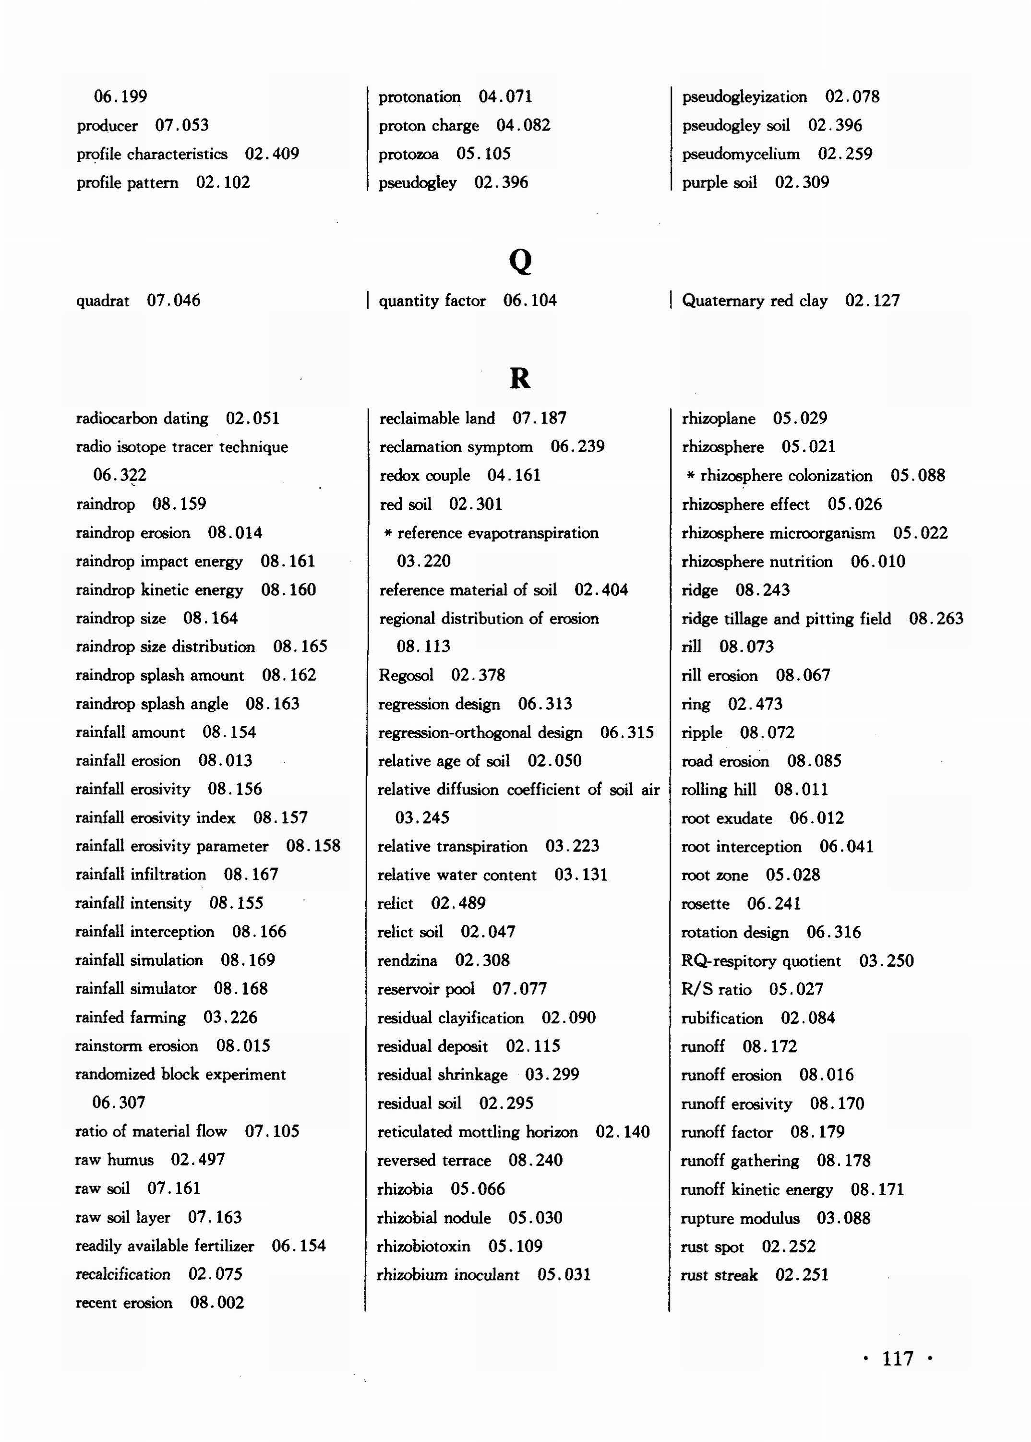 06.199
producer 07.053
profile characteristics 02.409
profile pattern 02.102
protonation 04.071
proton charge 04.082
protozoa 05.105
pseudogley 02.396
pseudogleyization 02.078
pseudogley soil 02.396
pseudomycelium 02.259
purple soil 02.309
Q
quadrat 07.046
quantity factor 06.104
Quaternary red clay 02.127
R
radiocarbon dating 02.051
radio isotope tracer technique
06.322
raindrop 08.159
raindrop erosion 08.014
raindrop impact energy 08.161
raindrop kinetic energy 08.160
raindrop size 08.164
raindrop size distribution 08.165
raindrop splash amount 08.162
raindrop splash angle 08.163
rainfall amount 08.154
rainfall erosion 08.013
rainfall erosivity 08.156
rainfall erosivity index 08.157
rainfall erosivity parameter 08.158
rainfall infiltration 08.167
rainfall intensity 08.155
rainfall interception 08.166
rainfall simulation 08.169
rainfall simulator 08.168
rainfed farming 03.226
rainstorm erosion 08.015
randomized block experiment
06.307
ratio of material flow 07.105
raw humus 02.497
raw soil 07.161
raw soil layer 07.163
readily available fertilizer 06.154
recalcification 02.075
recent erosion 08.002
reclaimable land 07.187
reclamation symptom 06.239
redox couple 04.161
red soil 02.301
* reference evapotranspiration
03.220
reference material of soil 02.404
regional distribution of erosion
08.113
Regosol 02.378
regression design 06.313
regression-orthogonal design 06.315
relative age of soil 02.050
relative diffusion coefficient of soil air
03.245
relative transpiration 03.223
relative water content 03.131
relict 02.489
relict soil 02.047
rendzina 02.308
reservoir pool 07.077
residual clayification 02.090
residual deposit 02.115
residual shrinkage 03.299
residual soil 02.295
reticulated mottling horizon 02.140
reversed terrace 08.240
rhizobia 05.066
rhizobial nodule 05.030
rhizobiotoxin 05.109
rhizobium inoculant 05.031
rhizoplane 05.029
rhizosphere 05.021
* rhizosphere colonization 05.088
rhizosphere effect 05.026
rhizosphere microorganism 05.022
rhizosphere nutrition 06.010
ridge 08.243
ridge tillage and pitting field 08.263
rill 08.073
rill erosion 08.067
ring 02.473
ripple 08.072
road erosion 08.085
rolling hill 08.011
root exudate 06.012
root interception 06.041
root zone 05.028
rosette 06.241
rotation design 06.316
RQ-respitory quotient 03.250
R/S ratio 05.027
rubification 02.084
runoff 08.172
runoff erosion 08.016
runoff erosivity 08.170
runoff factor 08.179
runoff gathering 08.178
runoff kinetic energy 08.171
rupture modulus 03.088
rust spot 02.252
rust streak 02.251
· 117 ·